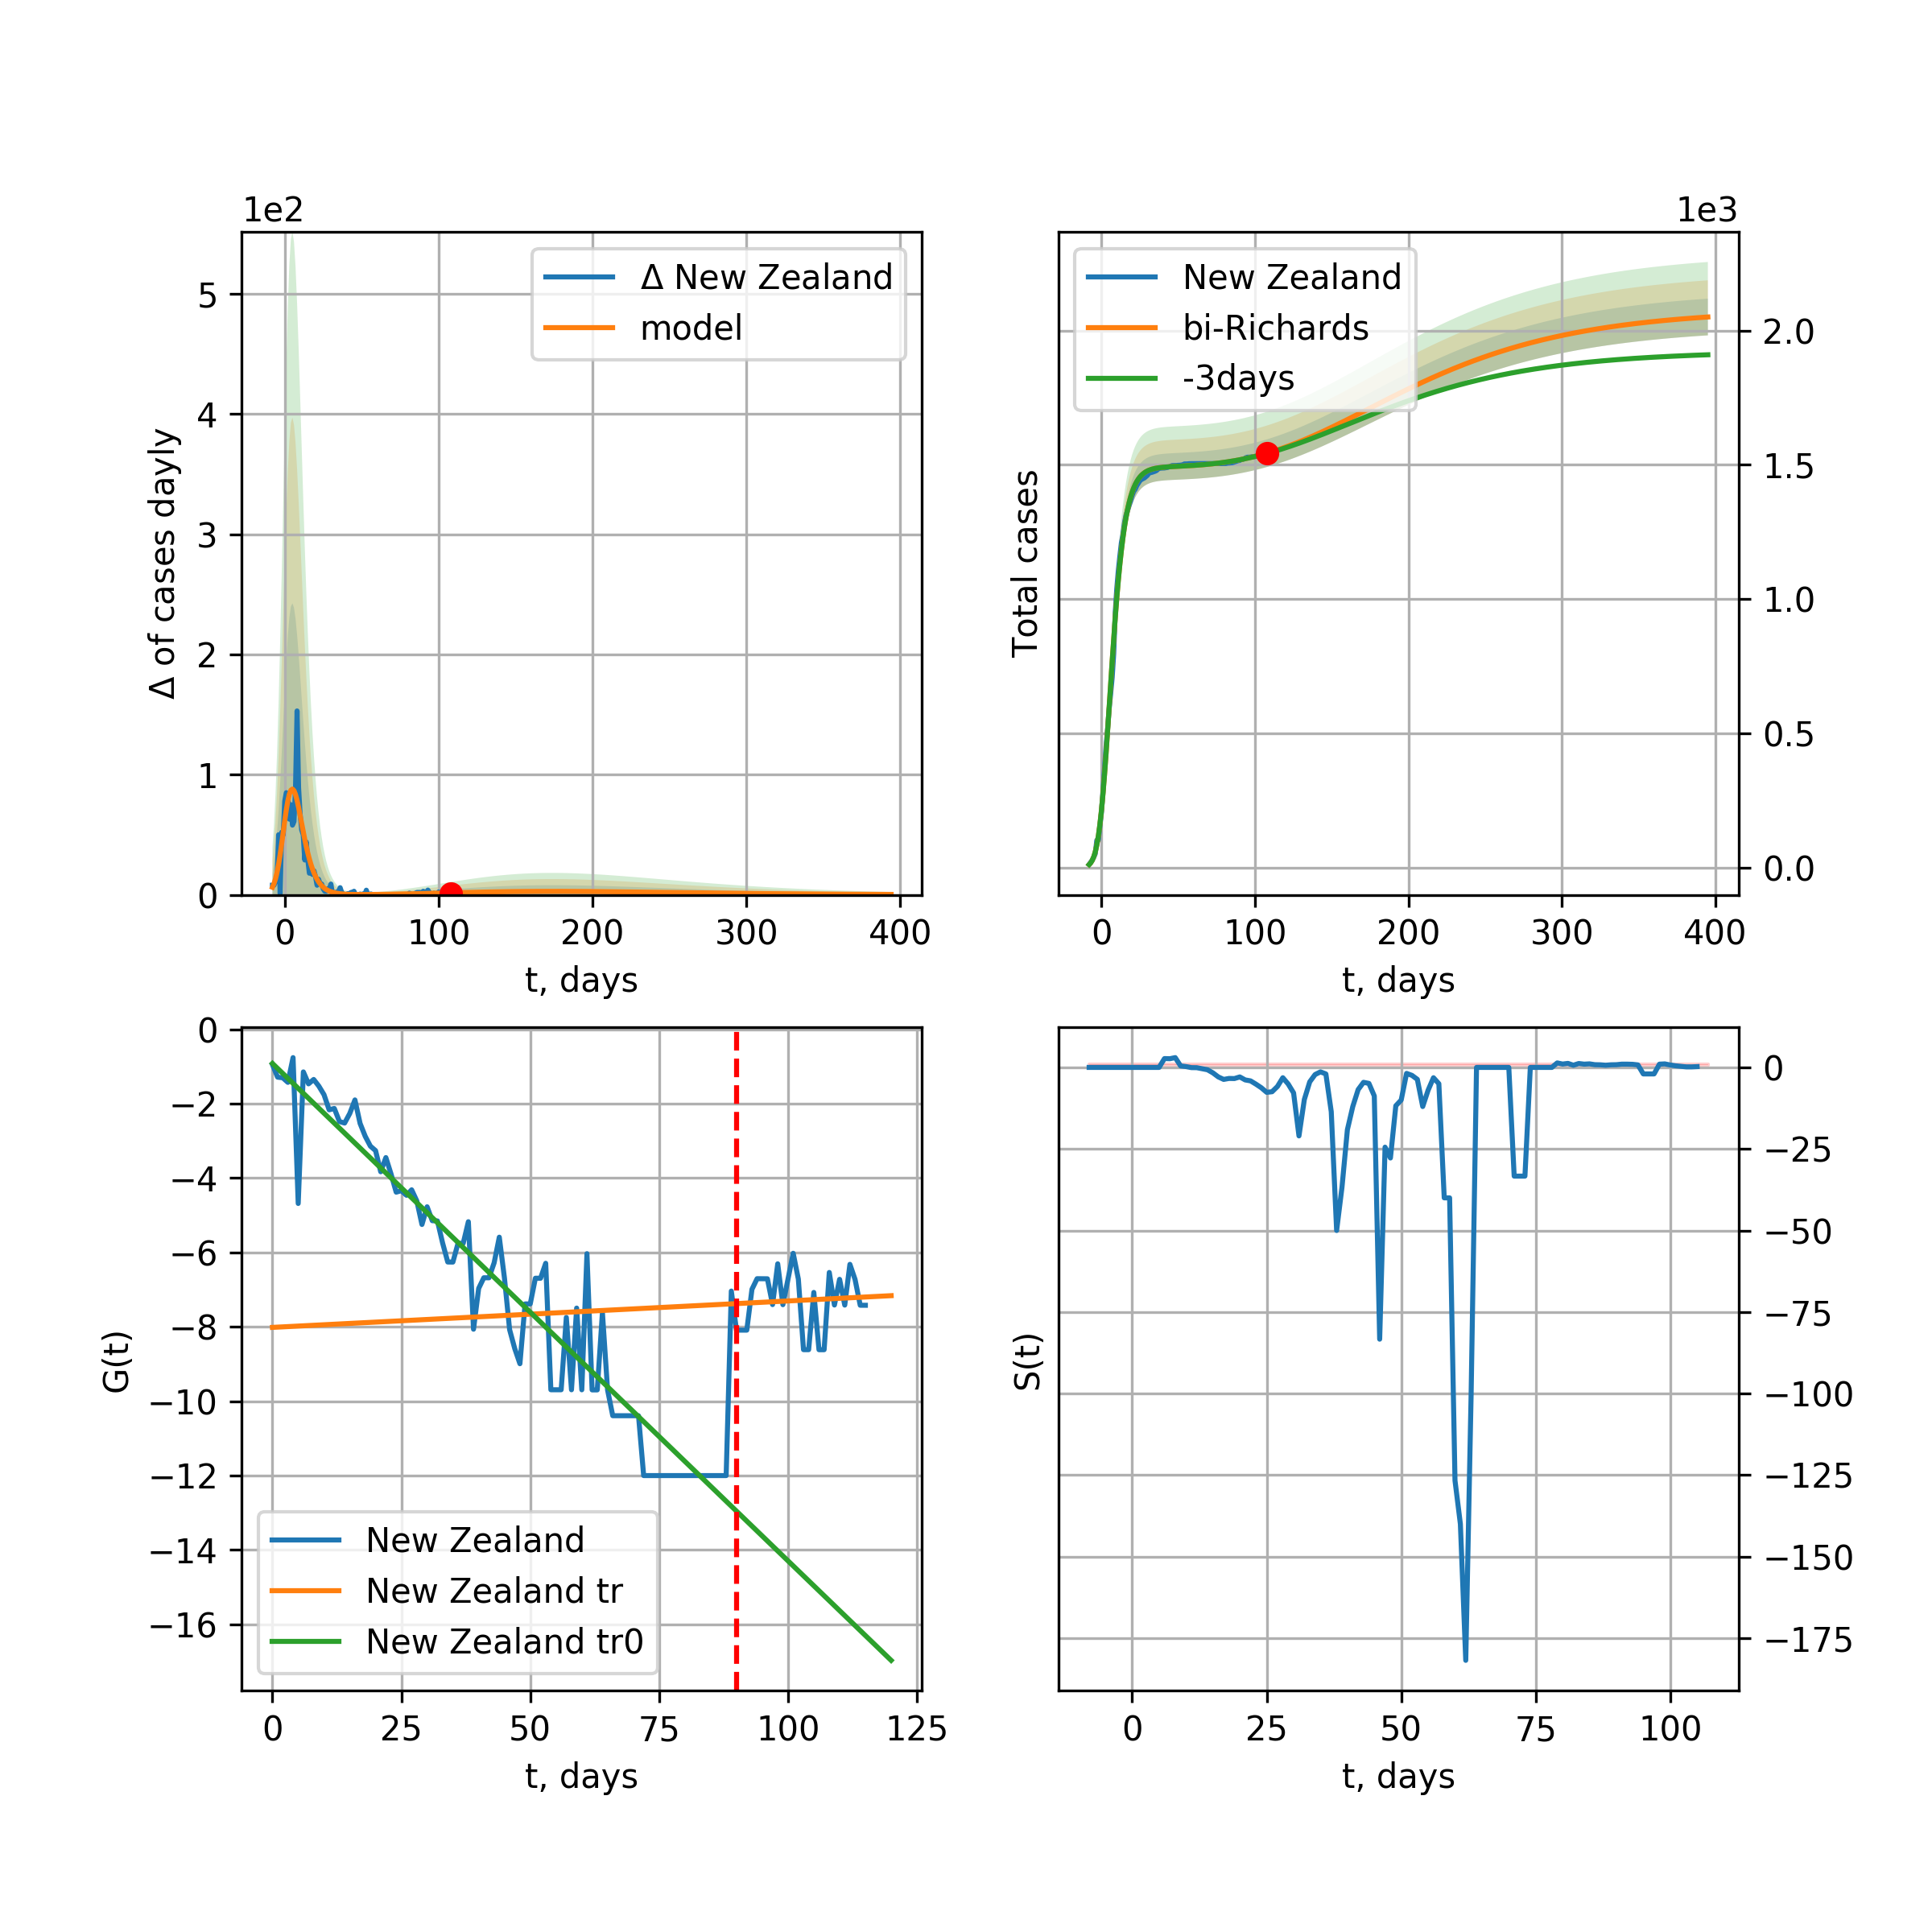 1e2
Δ of cases dayly
5
4
3
2
1
0
Δ New Zealand
model
0 100 200 300 400
t, days
1e3
Total cases
New Zealand
bi-Richards
-3days
2.0
1.5
1.0
0.5
0.0
0 100 200 300 400
t, days
G(t)
0
−2
−4
−6
−8
−10
−12
−14
−16
New Zealand
New Zealand tr
New Zealand tr0
0 25 50 75 100 125
t, days
S(t)
0
−25
−50
−75
−100
−125
−150
−175
0 25 50 75 100
t, days